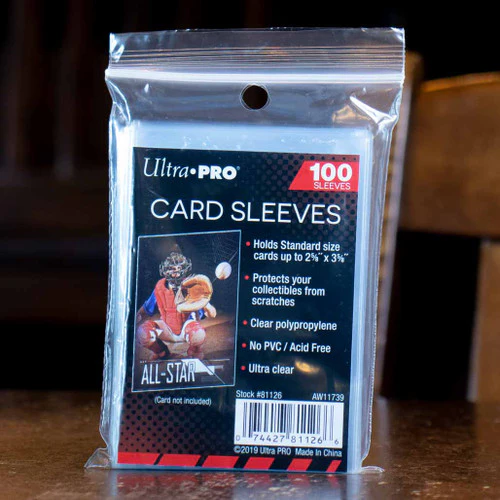 ULTRA•PRO®
100
SLEEVES
CARD SLEEVES
• Holds Standard size
cards up to 2⅝" x 3⅝"
• Protects your
collectibles from
scratches
• Clear polypropylene
• No PVC / Acid Free
• Ultra clear
ALL-STAR
(Card not included)
Stock #81126
AW11739
0 74427 81126 6
©2019 Ultra PRO Made In China